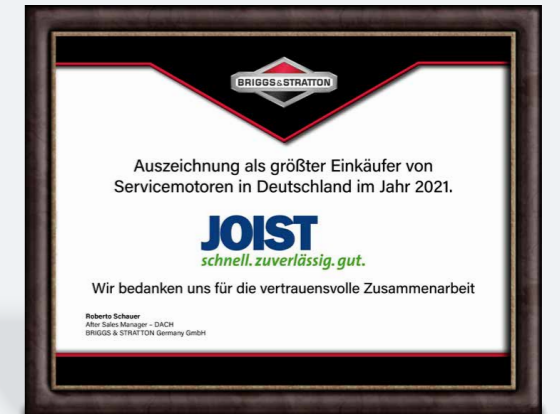 BRIGGS&STRATTON
Auszeichnung als größter Einkäufer von
Servicemotoren in Deutschland im Jahr 2021.
JOIST
schnell.zuverlässig.gut.
Wir bedanken uns für die vertrauensvolle Zusammenarbeit
Roberto Schauer
After Sales Manager – DACH
BRIGGS & STRATTON Germany GmbH